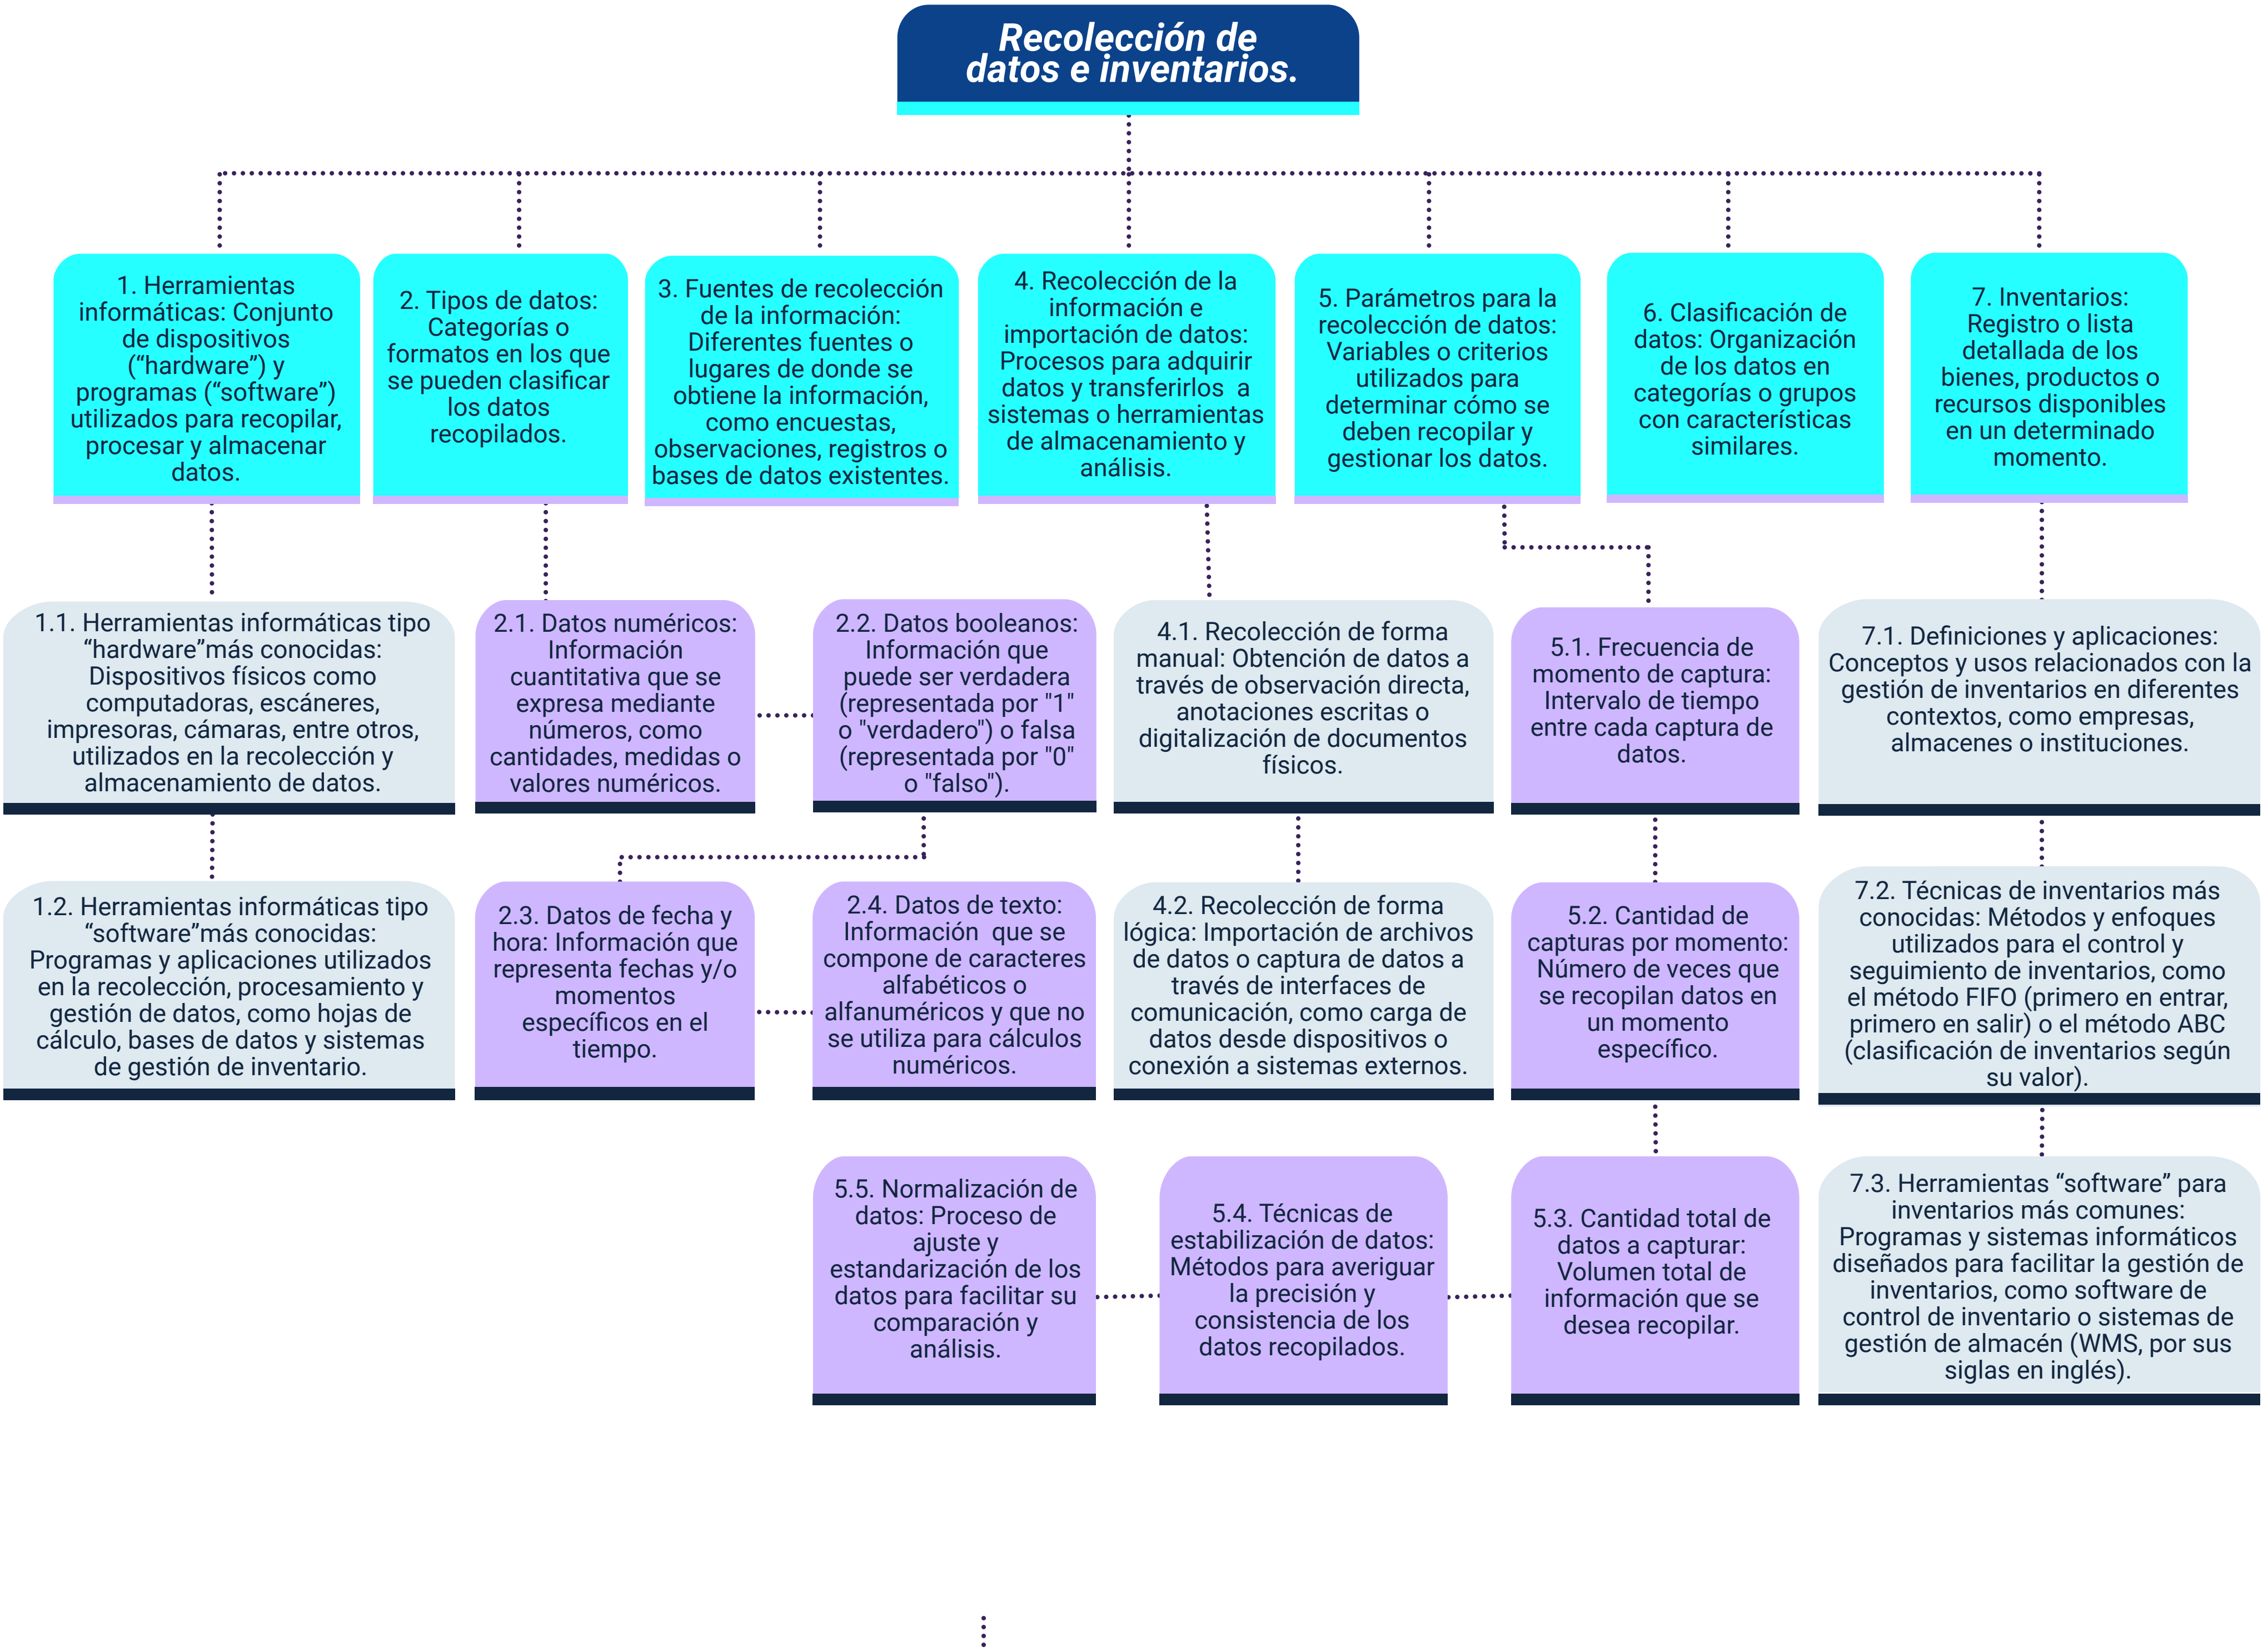 Recolección de
datos e inventarios.
1. Herramientas
informáticas: Conjunto
de dispositivos
(“hardware”) y
programas (“software”)
utilizados para recopilar,
procesar y almacenar
datos.
2. Tipos de datos:
Categorías o
formatos en los que
se pueden clasificar
los datos
recopilados.
3. Fuentes de recolección
de la información:
Diferentes fuentes o
lugares de donde se
obtiene la información,
como encuestas,
observaciones, registros o
bases de datos existentes.
4. Recolección de la
información e
importación de datos:
Procesos para adquirir
datos y transferirlos  a
sistemas o herramientas
de almacenamiento y
análisis.
5. Parámetros para la
recolección de datos:
Variables o criterios
utilizados para
determinar cómo se
deben recopilar y
gestionar los datos.
6. Clasificación de
datos: Organización
de los datos en
categorías o grupos
con características
similares.
7. Inventarios:
Registro o lista
detallada de los
bienes, productos o
recursos disponibles
en un determinado
momento.
1.1. Herramientas informáticas tipo
“hardware”más conocidas:
Dispositivos físicos como
computadoras, escáneres,
impresoras, cámaras, entre otros,
utilizados en la recolección y
almacenamiento de datos.
2.1. Datos numéricos:
Información
cuantitativa que se
expresa mediante
números, como
cantidades, medidas o
valores numéricos.
2.2. Datos booleanos:
Información que
puede ser verdadera
(representada por "1"
o "verdadero") o falsa
(representada por "0"
o "falso").
4.1. Recolección de forma
manual: Obtención de datos a
través de observación directa,
anotaciones escritas o
digitalización de documentos
físicos.
5.1. Frecuencia de
momento de captura:
Intervalo de tiempo
entre cada captura de
datos.
7.1. Definiciones y aplicaciones:
Conceptos y usos relacionados con la
gestión de inventarios en diferentes
contextos, como empresas,
almacenes o instituciones.
1.2. Herramientas informáticas tipo
“software”más conocidas:
Programas y aplicaciones utilizados
en la recolección, procesamiento y
gestión de datos, como hojas de
cálculo, bases de datos y sistemas
de gestión de inventario.
2.3. Datos de fecha y
hora: Información que
representa fechas y/o
momentos
específicos en el
tiempo.
2.4. Datos de texto:
Información  que se
compone de caracteres
alfabéticos o
alfanuméricos y que no
se utiliza para cálculos
numéricos.
4.2. Recolección de forma
lógica: Importación de archivos
de datos o captura de datos a
través de interfaces de
comunicación, como carga de
datos desde dispositivos o
conexión a sistemas externos.
5.2. Cantidad de
capturas por momento:
Número de veces que
se recopilan datos en
un momento
específico.
7.2. Técnicas de inventarios más
conocidas: Métodos y enfoques
utilizados para el control y
seguimiento de inventarios, como
el método FIFO (primero en entrar,
primero en salir) o el método ABC
(clasificación de inventarios según
su valor).
5.5. Normalización de
datos: Proceso de
ajuste y
estandarización de los
datos para facilitar su
comparación y
análisis.
5.4. Técnicas de
estabilización de datos:
Métodos para averiguar
la precisión y
consistencia de los
datos recopilados.
5.3. Cantidad total de
datos a capturar:
Volumen total de
información que se
desea recopilar.
7.3. Herramientas “software” para
inventarios más comunes:
Programas y sistemas informáticos
diseñados para facilitar la gestión de
inventarios, como software de
control de inventario o sistemas de
gestión de almacén (WMS, por sus
siglas en inglés).